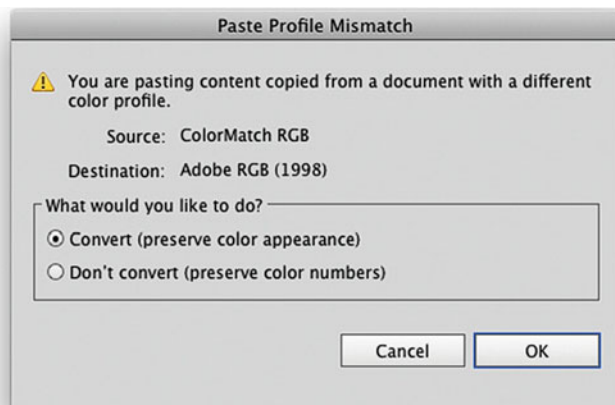 Paste Profile Mismatch
You are pasting content copied from a document with a different
color profile.
Source: ColorMatch RGB
Destination: Adobe RGB (1998)
What would you like to do?
Convert (preserve color appearance)
Don't convert (preserve color numbers)
Cancel OK